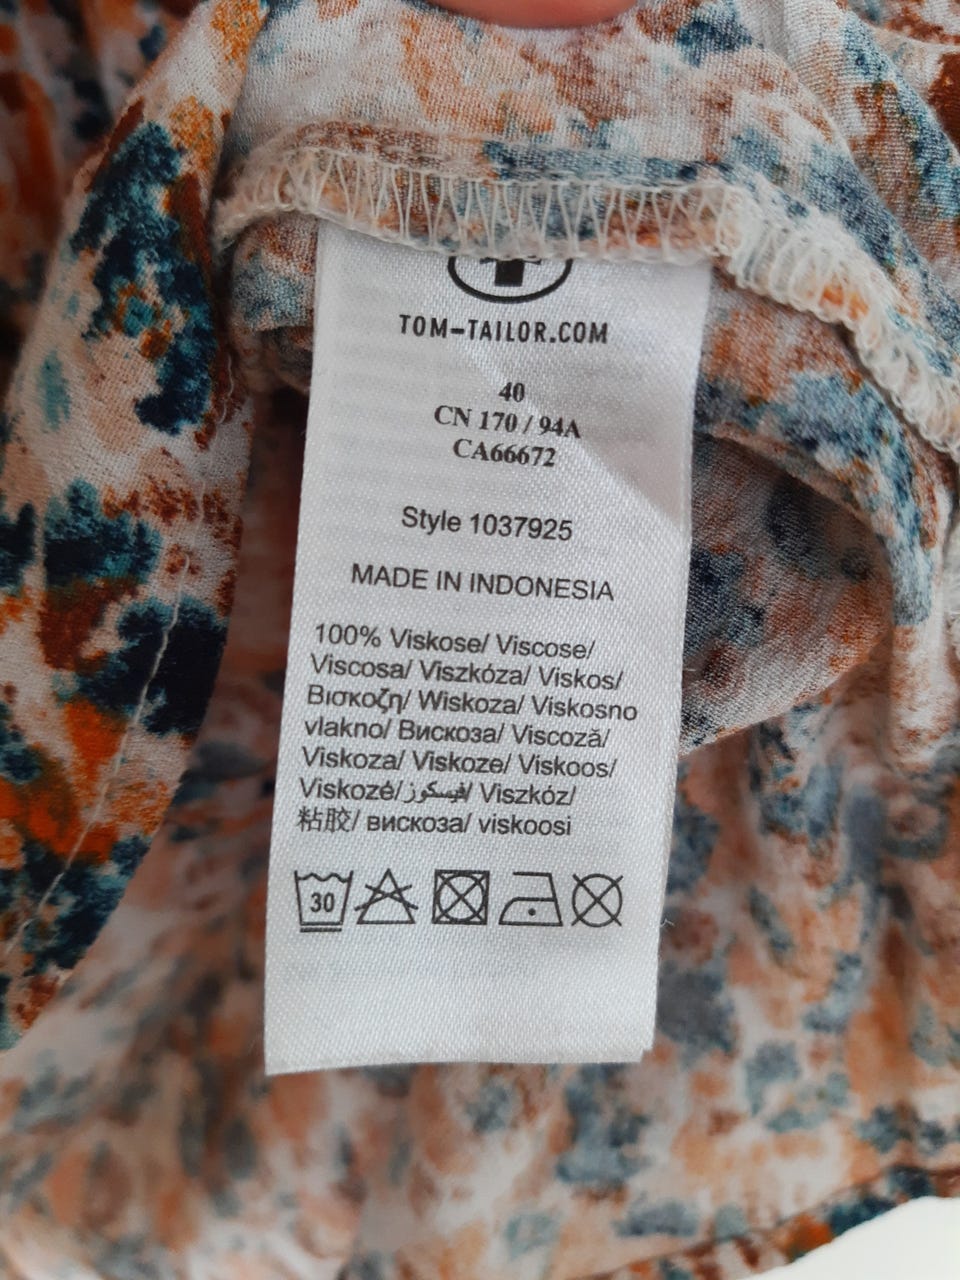 TOM-TAILOR.COM
40
CN 170 / 94A
CA66672
Style 1037925
MADE IN INDONESIA
100% Viskose/ Viscose/
Viscosa/ Viszkóza/ Viskos/
Βισκοζη/ Wiskoza/ Viskosno
vlakno/ Вискоза/ Viscoză/
Viskoza/ Viskoze/ Viskoos/
Viskozė/ فيسكوز/ Viszkóz/
粘胶/ вискоза/ viskoosi
30